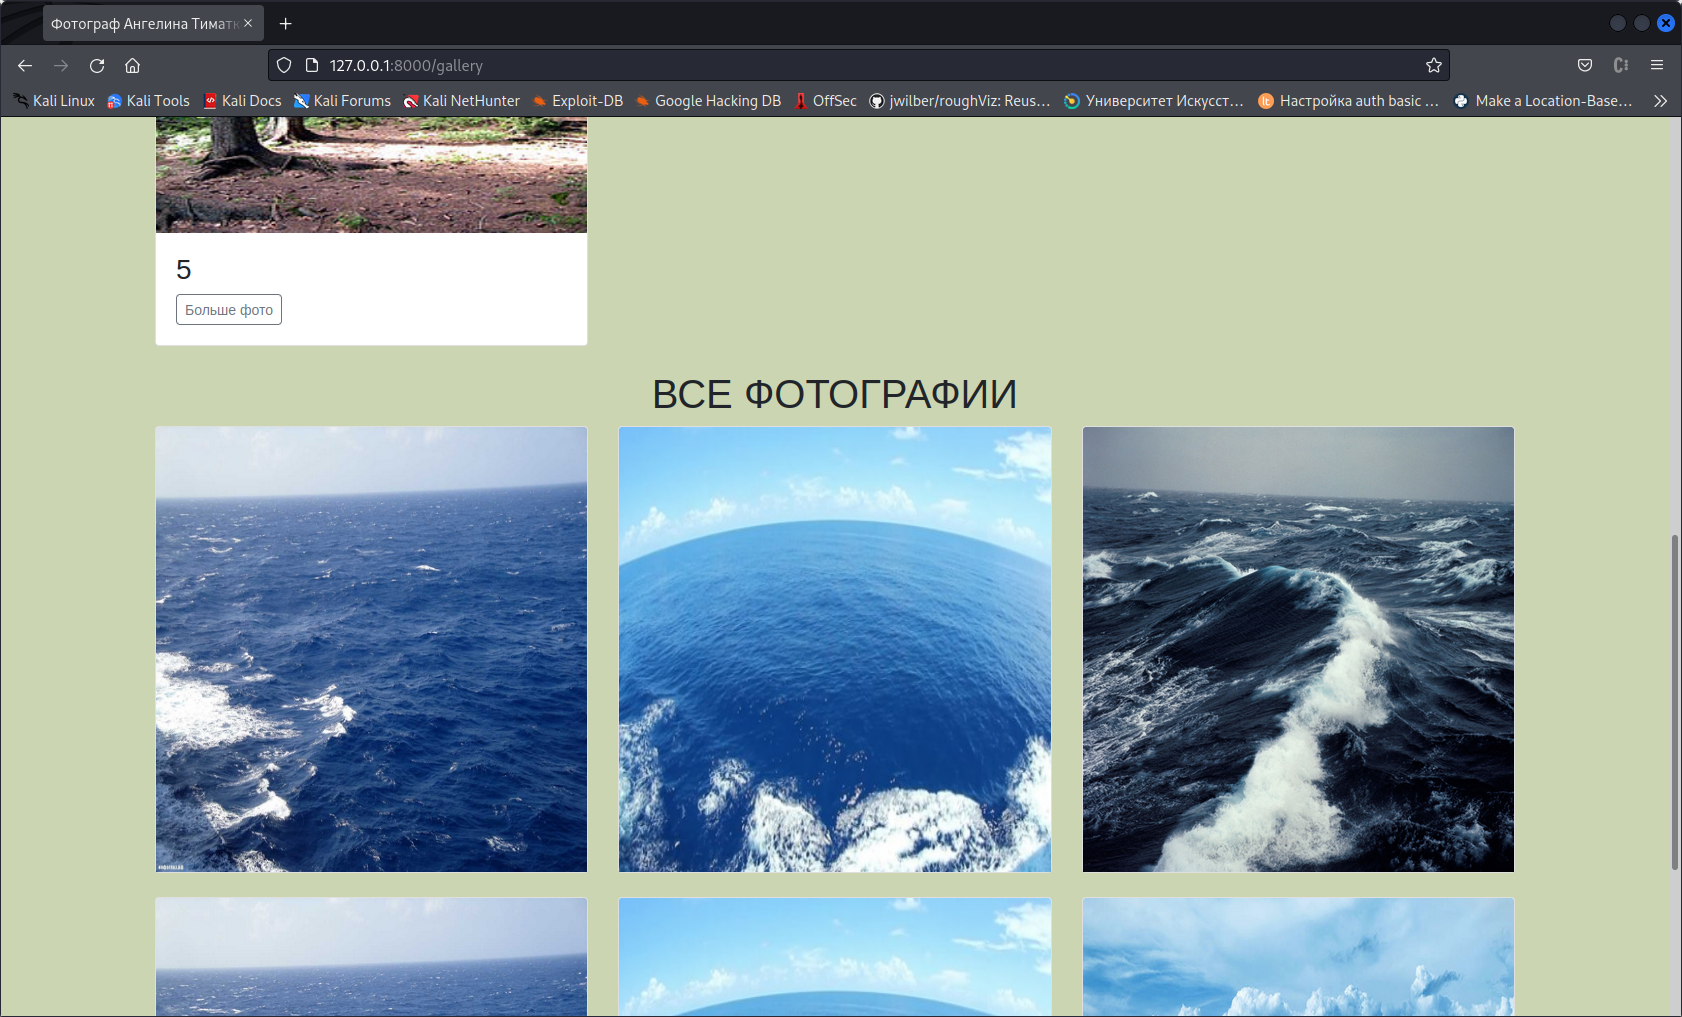 Фотограф Ангелина Тиматк
127.0.0.1:8000/gallery
Kali Linux Kali Tools Kali Docs Kali Forums Kali NetHunter Exploit-DB Google Hacking DB OffSec jwilber/roughViz: Reus… Университет Искусст… Настройка auth basic … Make a Location-Base…
5
Больше фото
ВСЕ ФОТОГРАФИИ